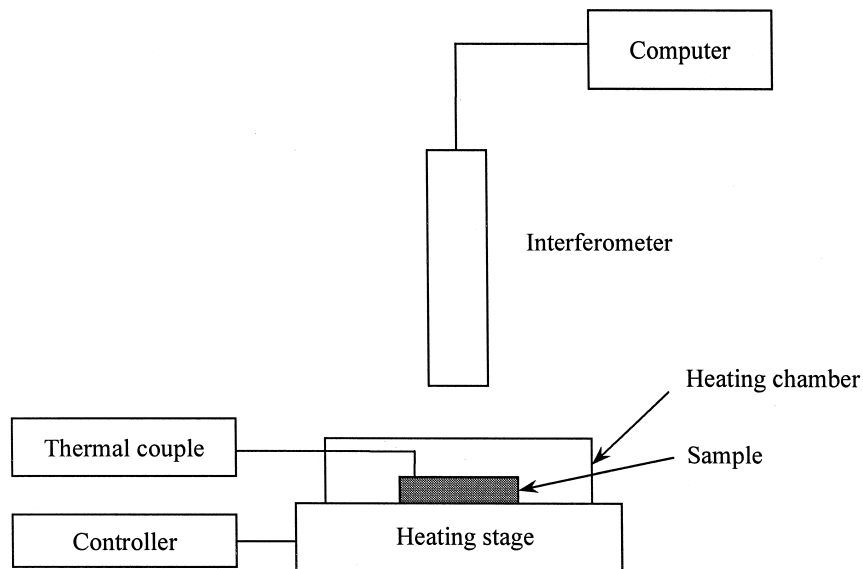 Computer
Interferometer
Heating chamber
Thermal couple
Sample
Controller
Heating stage